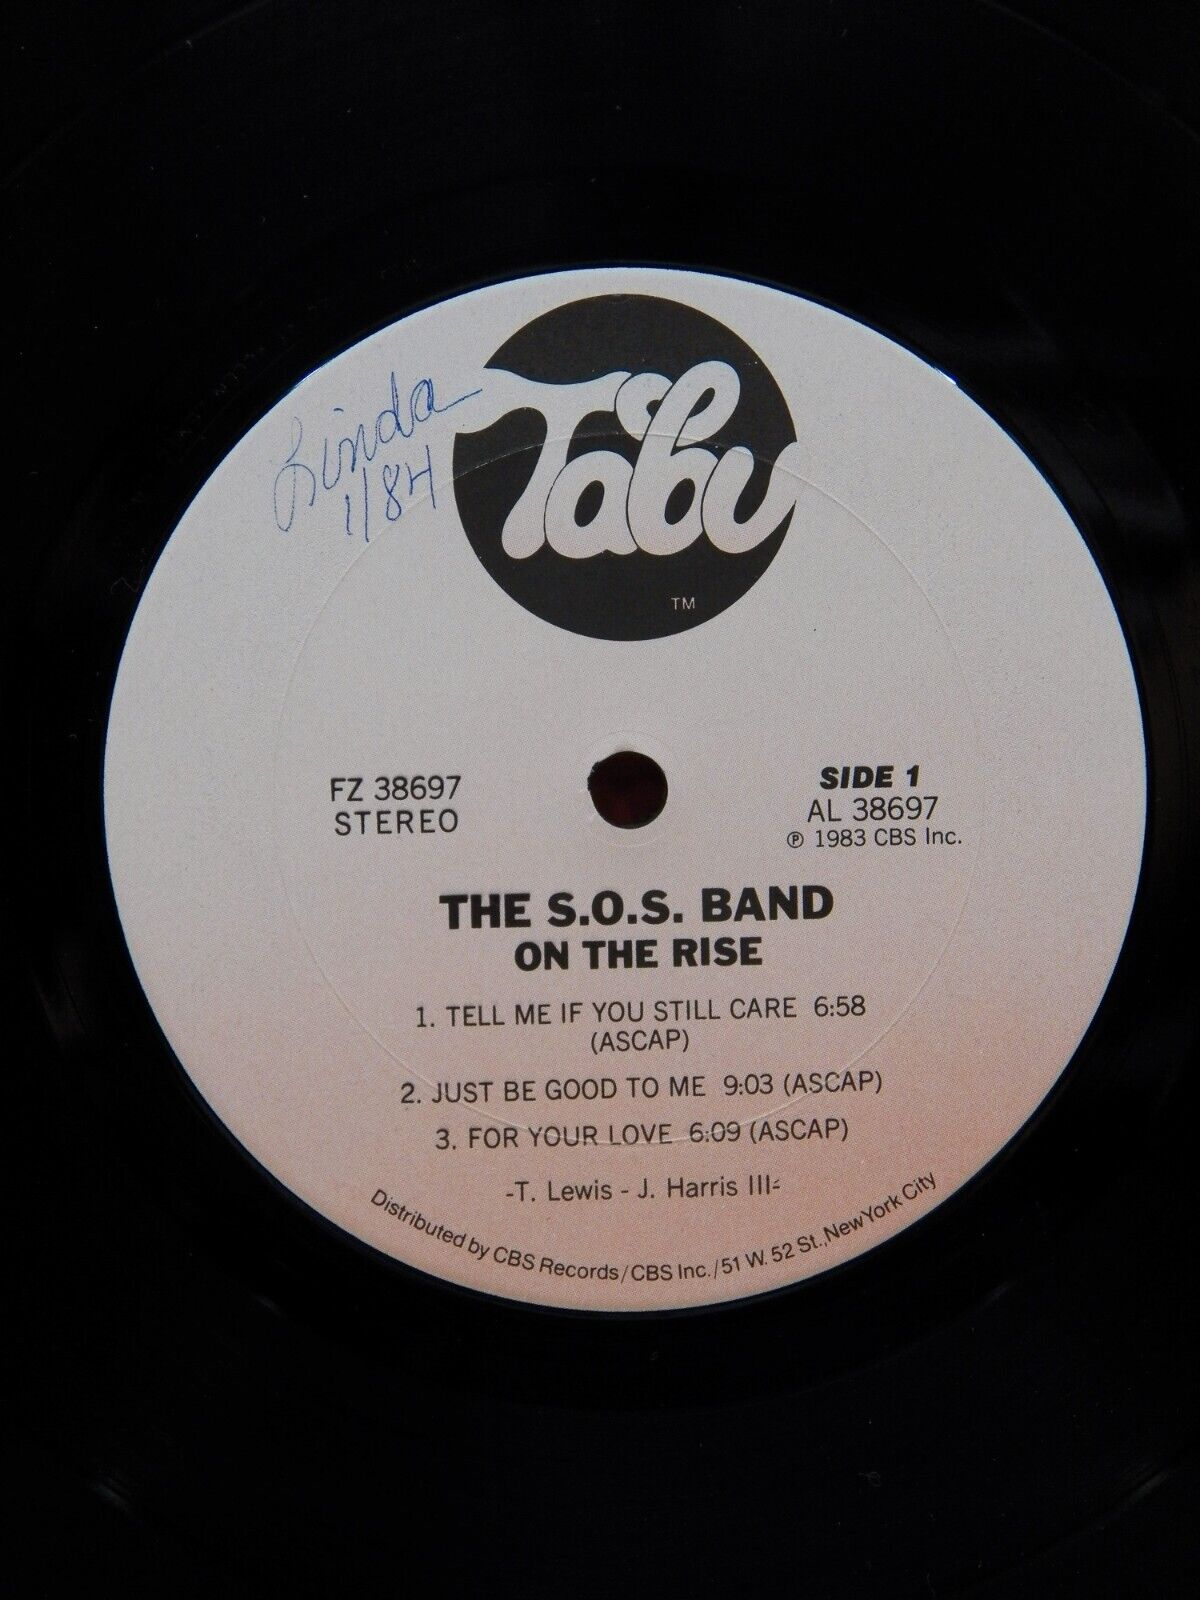 Linda
1/84
Tabu
TM
FZ 38697
STEREO
SIDE 1
AL 38697
℗ 1983 CBS Inc.
THE S.O.S. BAND
ON THE RISE
1. TELL ME IF YOU STILL CARE 6:58
(ASCAP)
2. JUST BE GOOD TO ME 9:03 (ASCAP)
3. FOR YOUR LOVE 6:09 (ASCAP)
-T. Lewis - J. Harris III-
Distributed by CBS Records/CBS Inc./51 W. 52 St., New York City